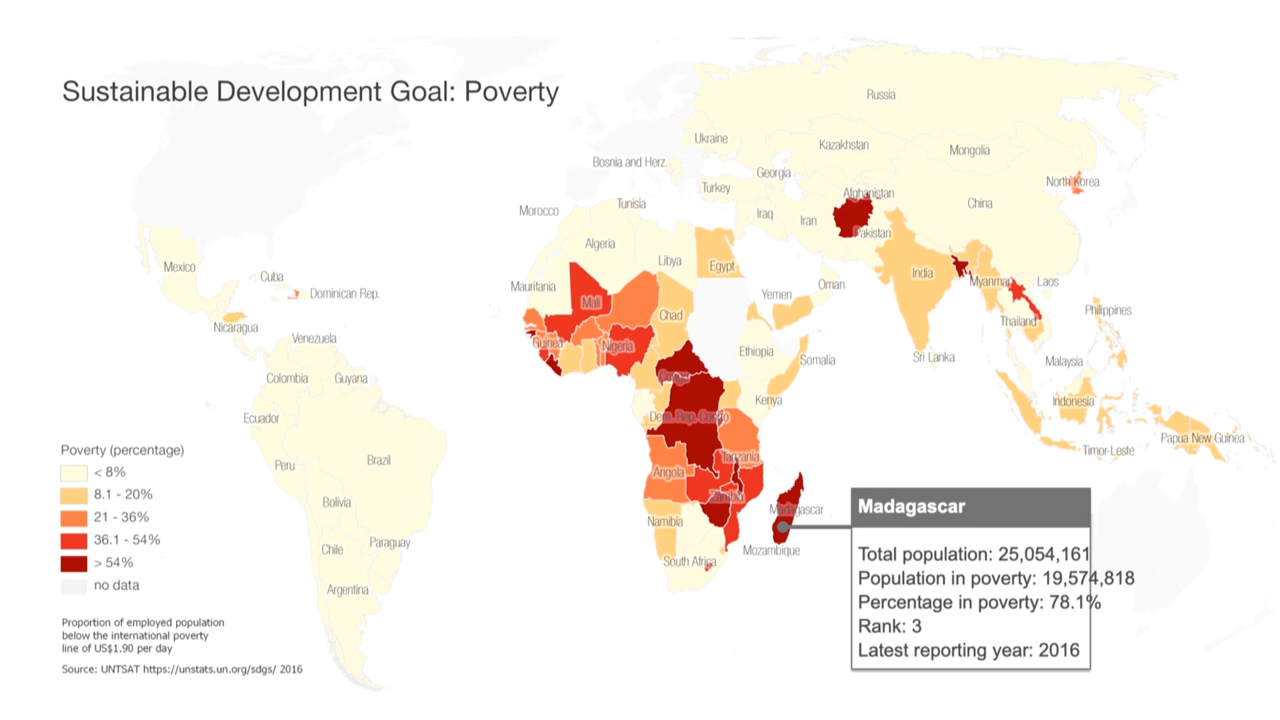 Sustainable Development Goal: Poverty
Russia
Ukraine
Kazakhstan
Mongolia
Bosnia and Herz.
Georgia
North Korea
Turkey
Afghanistan
China
Tunisia
Morocco
Iraq
Iran
Pakistan
Algeria
Libya
Egypt
India
Mexico
Cuba
Myanmar
Laos
Mauritania
Oman
Dominican Rep.
Yemen
Mali
Chad
Philippines
Nicaragua
Thailand
Venezuela
Guinea
Nigeria
Ethiopia
Somalia
Sri Lanka
Malaysia
Colombia
Guyana
Congo
Kenya
Indonesia
Ecuador
Dem. Rep. Congo
Papua New Guinea
Timor-Leste
Peru
Brazil
Tanzania
Angola
Zambia
Bolivia
Madagascar
Namibia
Chile
Paraguay
Mozambique
South Africa
Argentina
Poverty (percentage)
< 8%
8.1 - 20%
21 - 36%
36.1 - 54%
> 54%
no data
Proportion of employed population
below the international poverty
line of US$1.90 per day
Source: UNTSAT https://unstats.un.org/sdgs/ 2016
Madagascar
Total population: 25,054,161
Population in poverty: 19,574,818
Percentage in poverty: 78.1%
Rank: 3
Latest reporting year: 2016